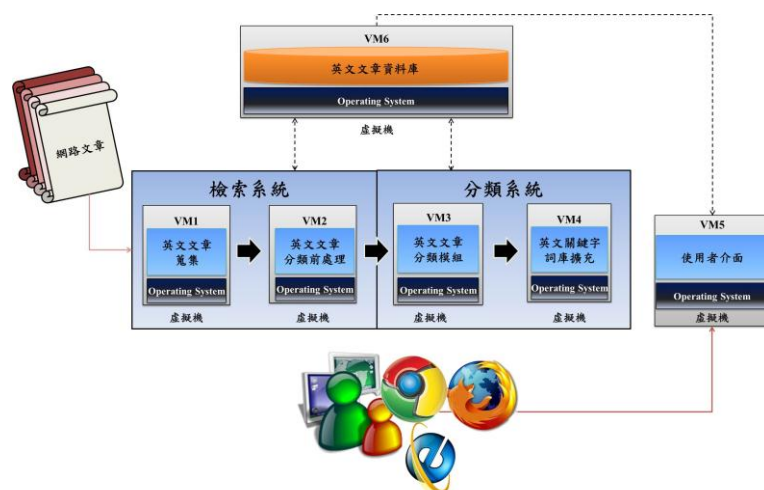 VM6
英文文章資料庫
Operating System
虛擬機
網路文章
檢索系統
分類系統
VM1
英文文章
蒐集
Operating System
虛擬機
VM2
英文文章
分類前處理
Operating System
虛擬機
VM3
英文文章
分類模組
Operating System
虛擬機
VM4
英文關鍵字
詞庫擴充
Operating System
虛擬機
VM5
使用者介面
Operating System
虛擬機